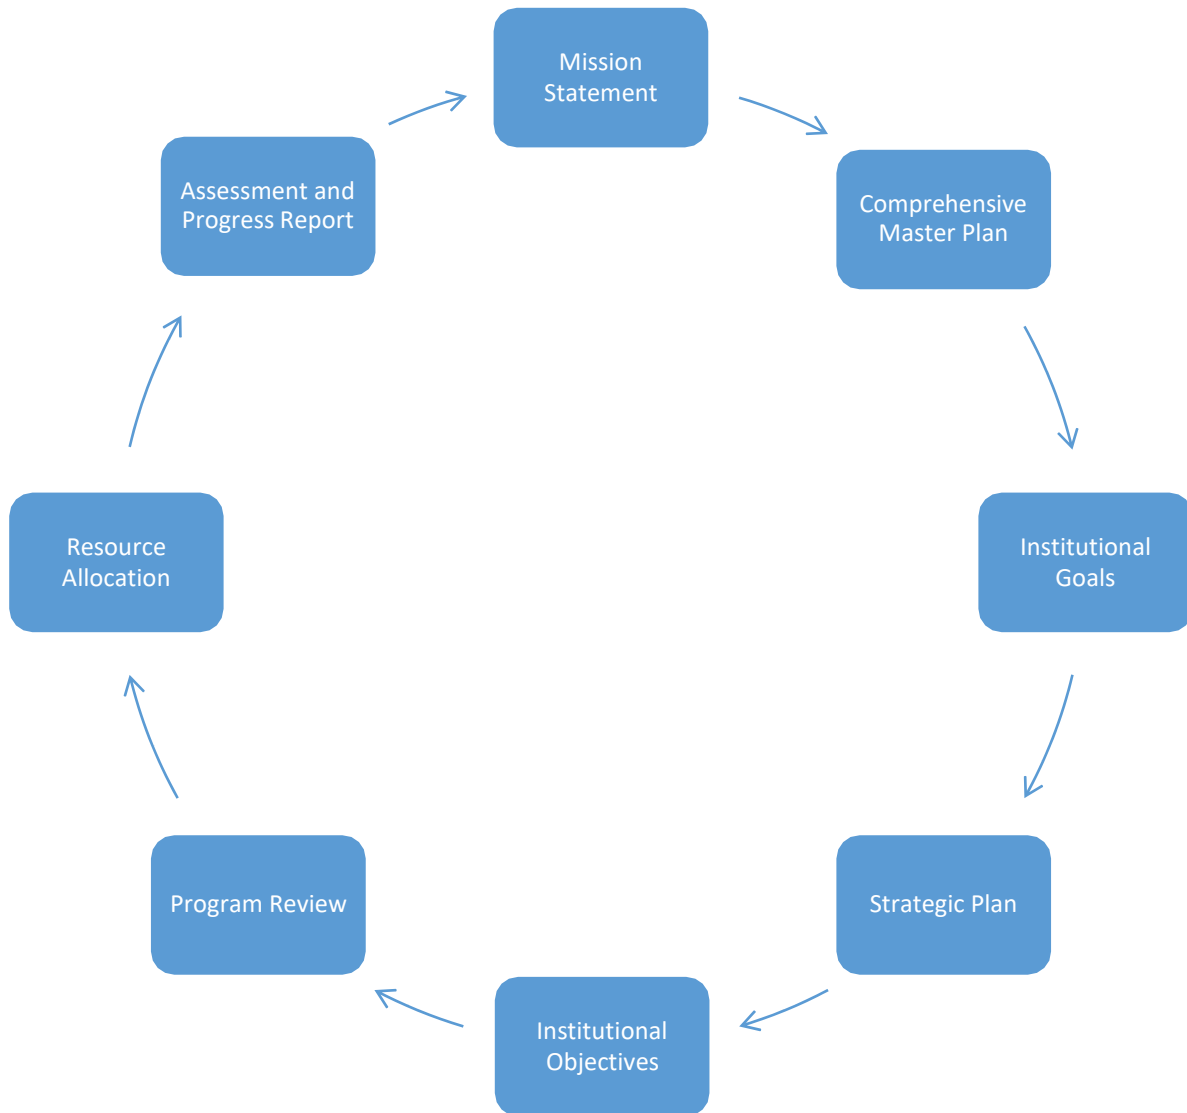 Mission
Statement
Comprehensive
Master Plan
Institutional
Goals
Strategic Plan
Institutional
Objectives
Program Review
Resource
Allocation
Assessment and
Progress Report